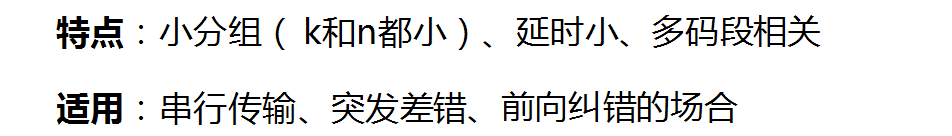 特点：小分组（ k和n都小）、延时小、多码段相关
适用：串行传输、突发差错、前向纠错的场合